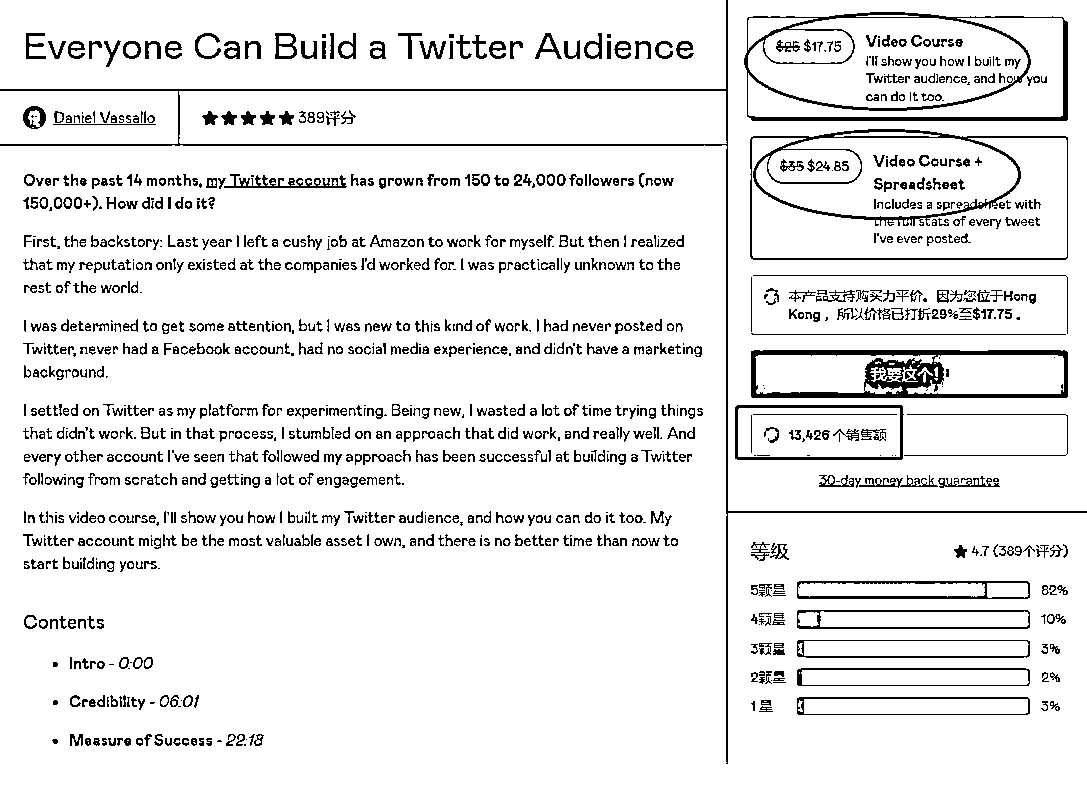 Everyone Can Build a Twitter Audience
Daniel Vassallo
★★★★★ 389评分
Over the past 14 months, my Twitter account has grown from 150 to 24,000 followers (now
150,000+). How did I do it?
First, the backstory: Last year I left a cushy job at Amazon to work for myself. But then I realized
that my reputation only existed at the companies I'd worked for. I was practically unknown to the
rest of the world.
I was determined to get some attention, but I was new to this kind of work. I had never posted on
Twitter, never had a Facebook account, had no social media experience, and didn't have a marketing
background.
I settled on Twitter as my platform for experimenting. Being new, I wasted a lot of time trying things
that didn't work. But in that process, I stumbled on an approach that did work, and really well. And
every other account I've seen that followed my approach has been successful at building a Twitter
following from scratch and getting a lot of engagement.
In this video course, I'll show you how I built my Twitter audience, and how you can do it too. My
Twitter account might be the most valuable asset I own, and there is no better time than now to
start building yours.
Contents
• Intro - 0:00
• Credibility - 06:01
• Measure of Success - 22:18
$25 $17.75
Video Course
I'll show you how I built my
Twitter audience, and how you
can do it too.
$35 $24.85
Video Course +
Spreadsheet
Includes a spreadsheet with
the full stats of every tweet
I've ever posted.
本产品支持购买力平价。因为您位于Hong
Kong，所以价格已打折29%至$17.75。
我要这个!
13,426 个销售额
30-day money back guarantee
等级
★ 4.7 (389个评分)
5颗星 82%
4颗星 10%
3颗星 3%
2颗星 2%
1星 3%